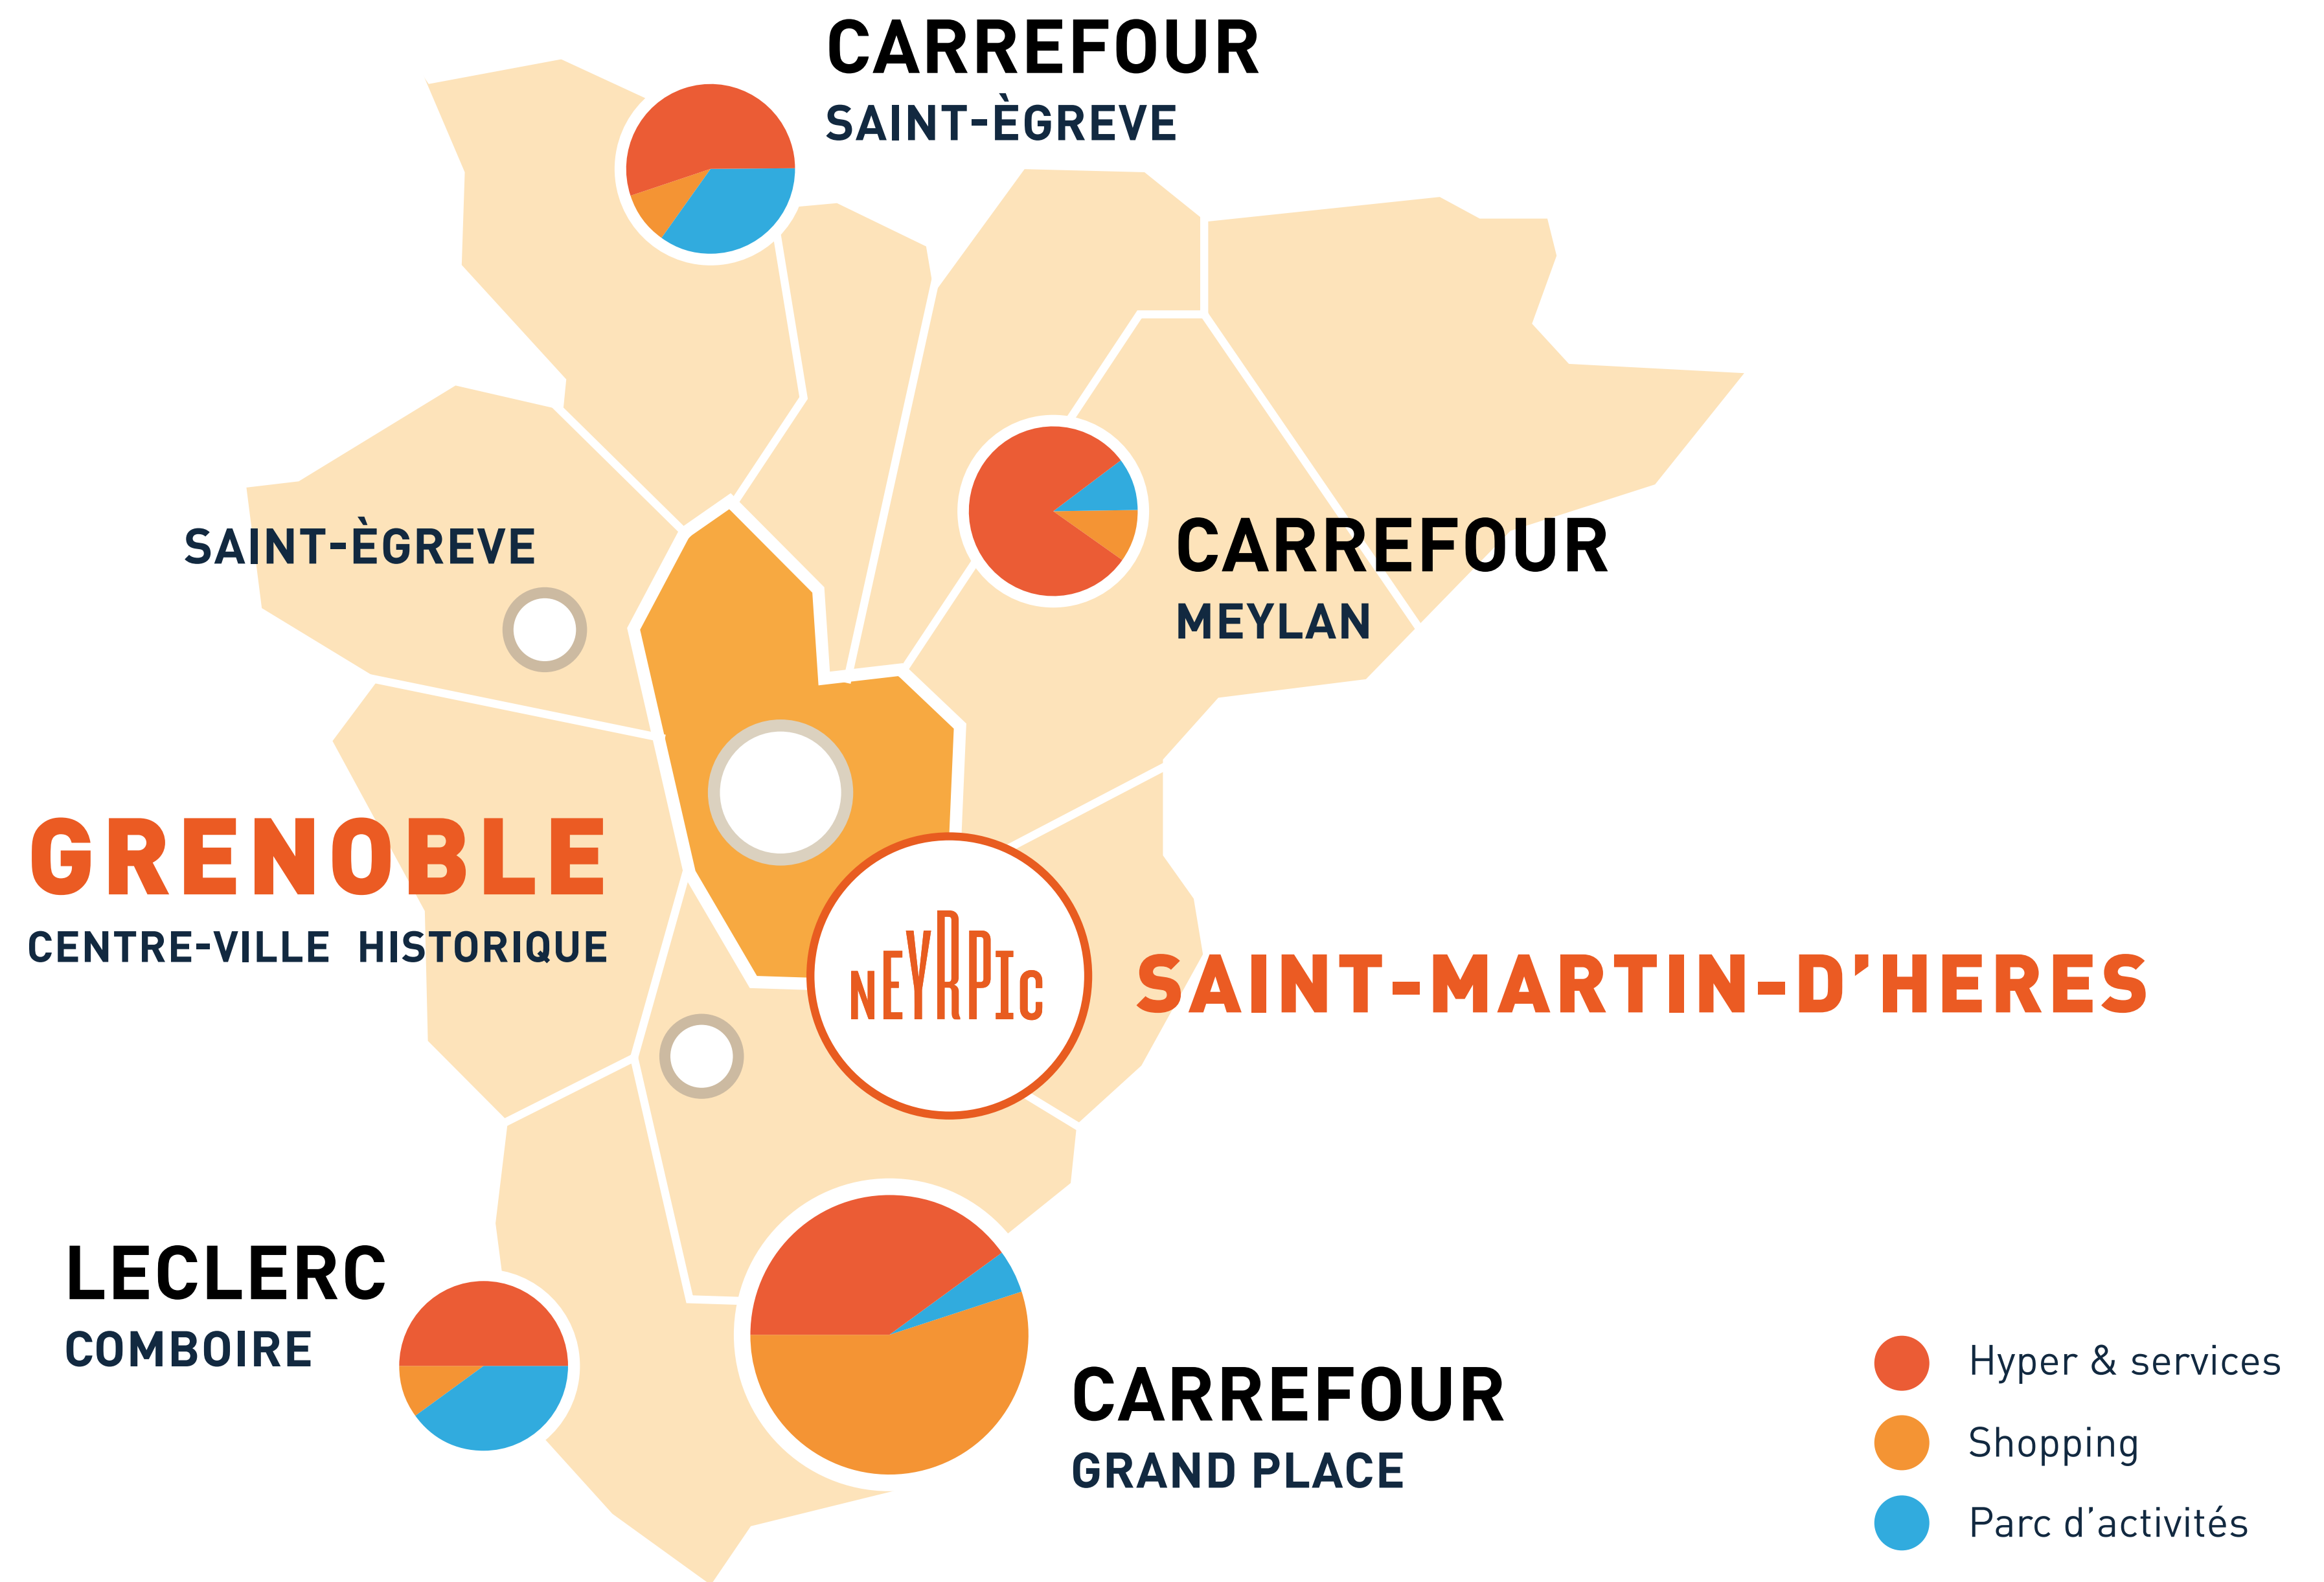 CARREFOUR
SAINT-ÈGREVE
SAINT-ÈGREVE
CARREFOUR
MEYLAN
GRENOBLE
CENTRE-VILLE HISTORIQUE
NEYRPIC
SAINT-MARTIN-D'HERES
LECLERC
COMBOIRE
CARREFOUR
GRAND PLACE
Hyper & services
Shopping
Parc d'activités